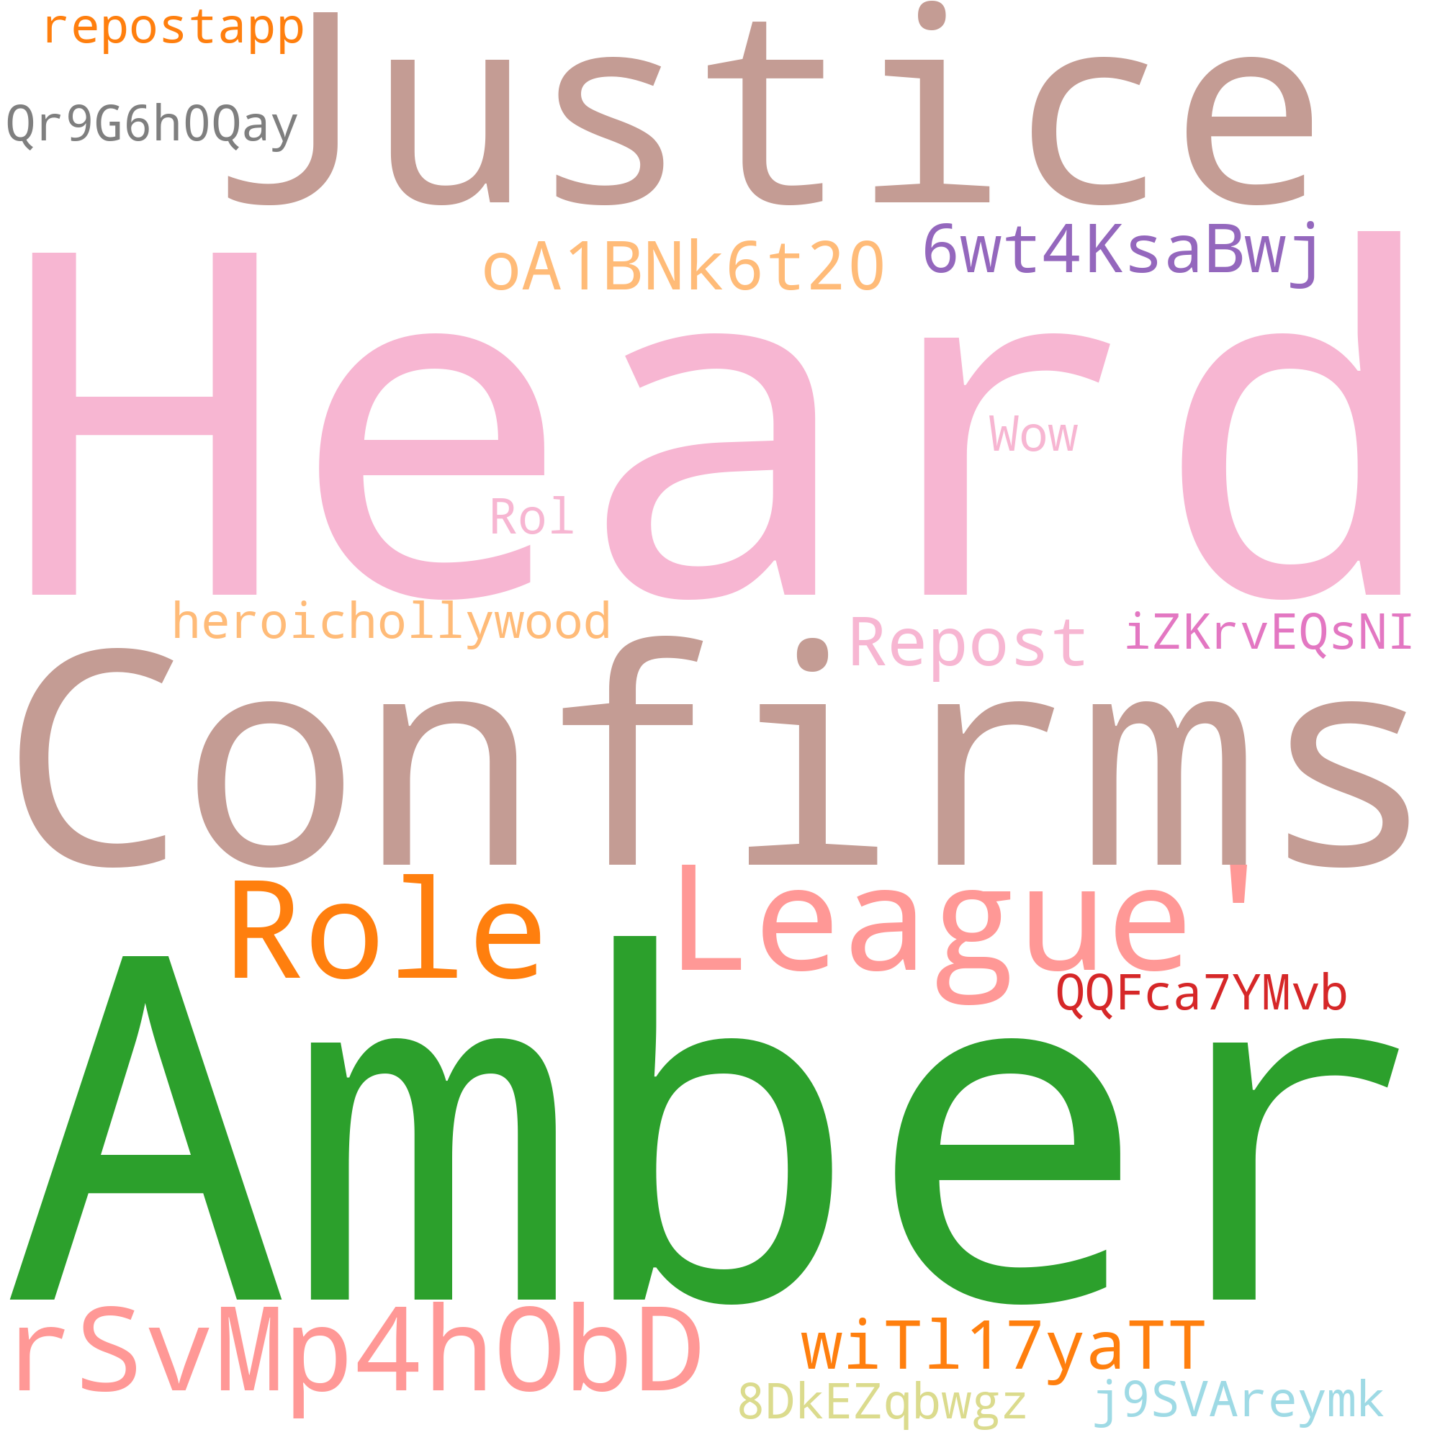 repostapp
Justice
Qr9G6h0Qay
oA1BNk6t20
6wt4KsaBwj
Heard
Wow
Rol
heroichollywood
Repost
iZKrvEQsNI
Confirms
Role
League'
QQFca7YMvb
Amber
rSvMp4hObD
wiTl17yaTT
8DkEZqbwgz
j9SVAreymk